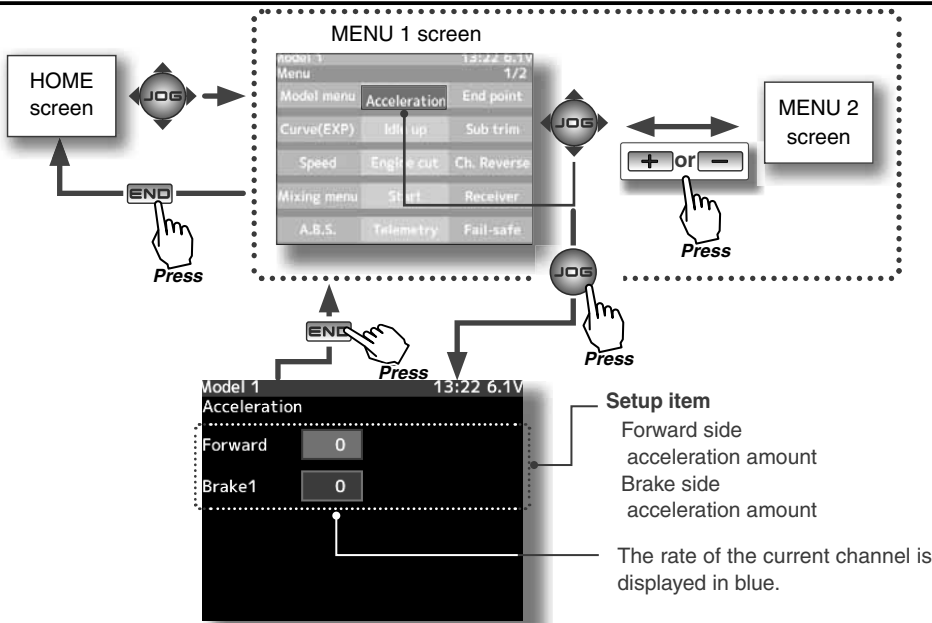 MENU 1 screen
HOME
screen
JOG
Model 1 13:22 6.1V
Menu 1/2
Model menu Acceleration End point
Curve(EXP) Idle up Sub trim
Speed Engine cut Ch. Reverse
Mixing menu Start Receiver
A.B.S. Telemetry Fail-safe
JOG
+ or −
Press
MENU 2
screen
END
Press
JOG
Press
END
Press
Model 1 13:22 6.1V
Acceleration
Forward 0
Brake1 0
Setup item
Forward side
acceleration amount
Brake side
acceleration amount
The rate of the current channel is
displayed in blue.